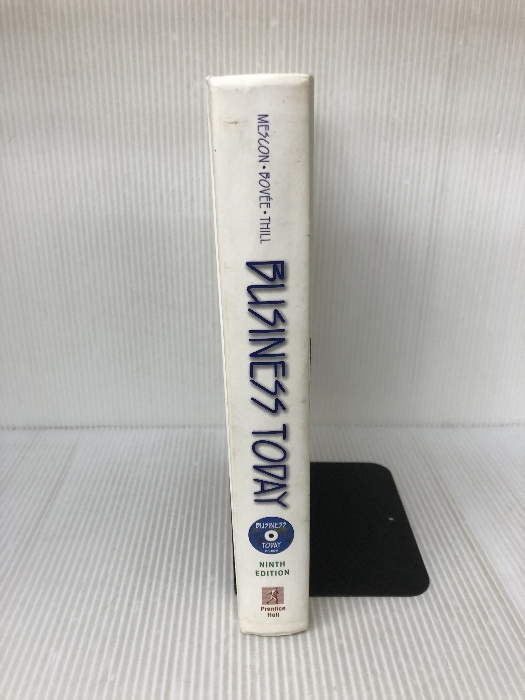 MESCON • BOVÉE • THILL
BUSINESS TODAY
BUSINESS
TODAY
NINTH
EDITION
Prentice
Hall